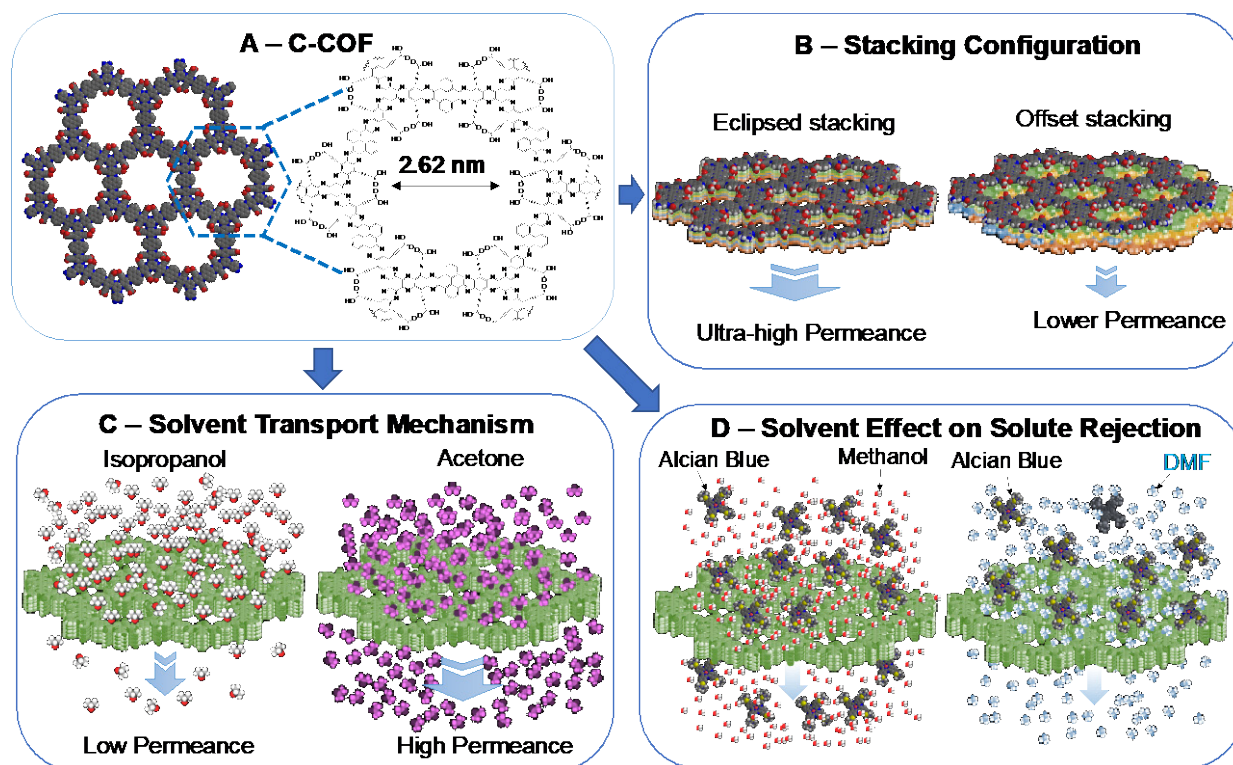 A – C-COF
2.62 nm
B – Stacking Configuration
Eclipsed stacking
Offset stacking
Ultra-high Permeance
Lower Permeance
C – Solvent Transport Mechanism
Isopropanol
Acetone
Low Permeance
High Permeance
D – Solvent Effect on Solute Rejection
Alcian Blue
Methanol
Alcian Blue
DMF